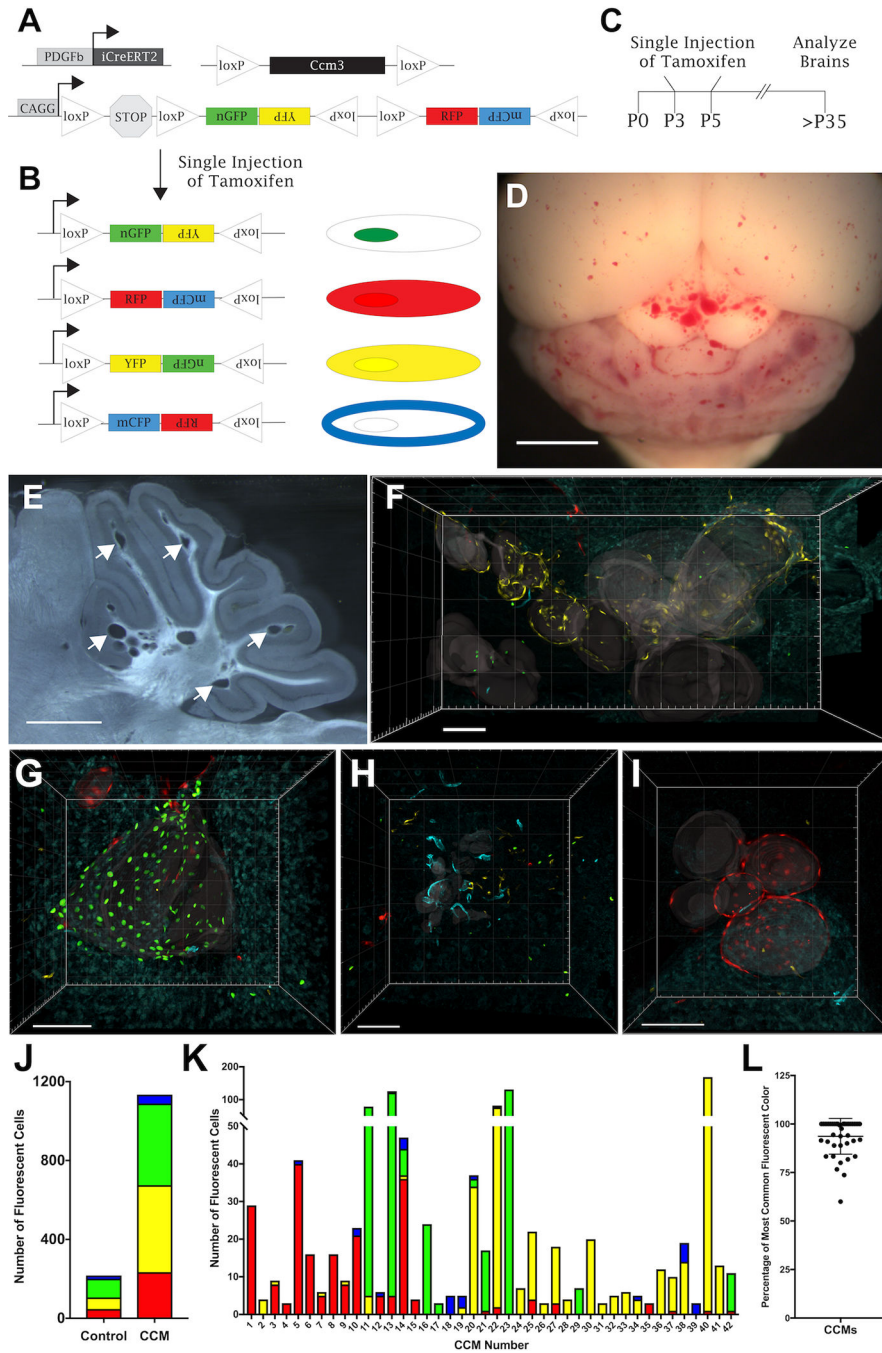 A
PDGFb iCreERT2
loxP Ccm3 loxP
CAGG loxP STOP loxP nGFP YFP loxP loxP RFP mCFP loxP
Single Injection
of Tamoxifen
B
loxP nGFP YFP loxP
loxP RFP mCFP loxP
loxP YFP nGFP loxP
loxP mCFP RFP loxP
C
Single Injection
of Tamoxifen
Analyze
Brains
P0 P3 P5 >P35
D
E
F
G
H
I
J
Number of Fluorescent Cells
1200
800
400
0
Control CCM
K
Number of Fluorescent Cells
200
100
50
40
30
20
10
0
1 2 3 4 5 6 7 8 9 10 11 12 13 14 15 16 17 18 19 20 21 22 23 24 25 26 27 28 29 30 31 32 33 34 35 36 37 38 39 40 41 42
CCM Number
L
Percentage of Most Common Fluorescent Color
125
100
75
50
25
0
CCMs